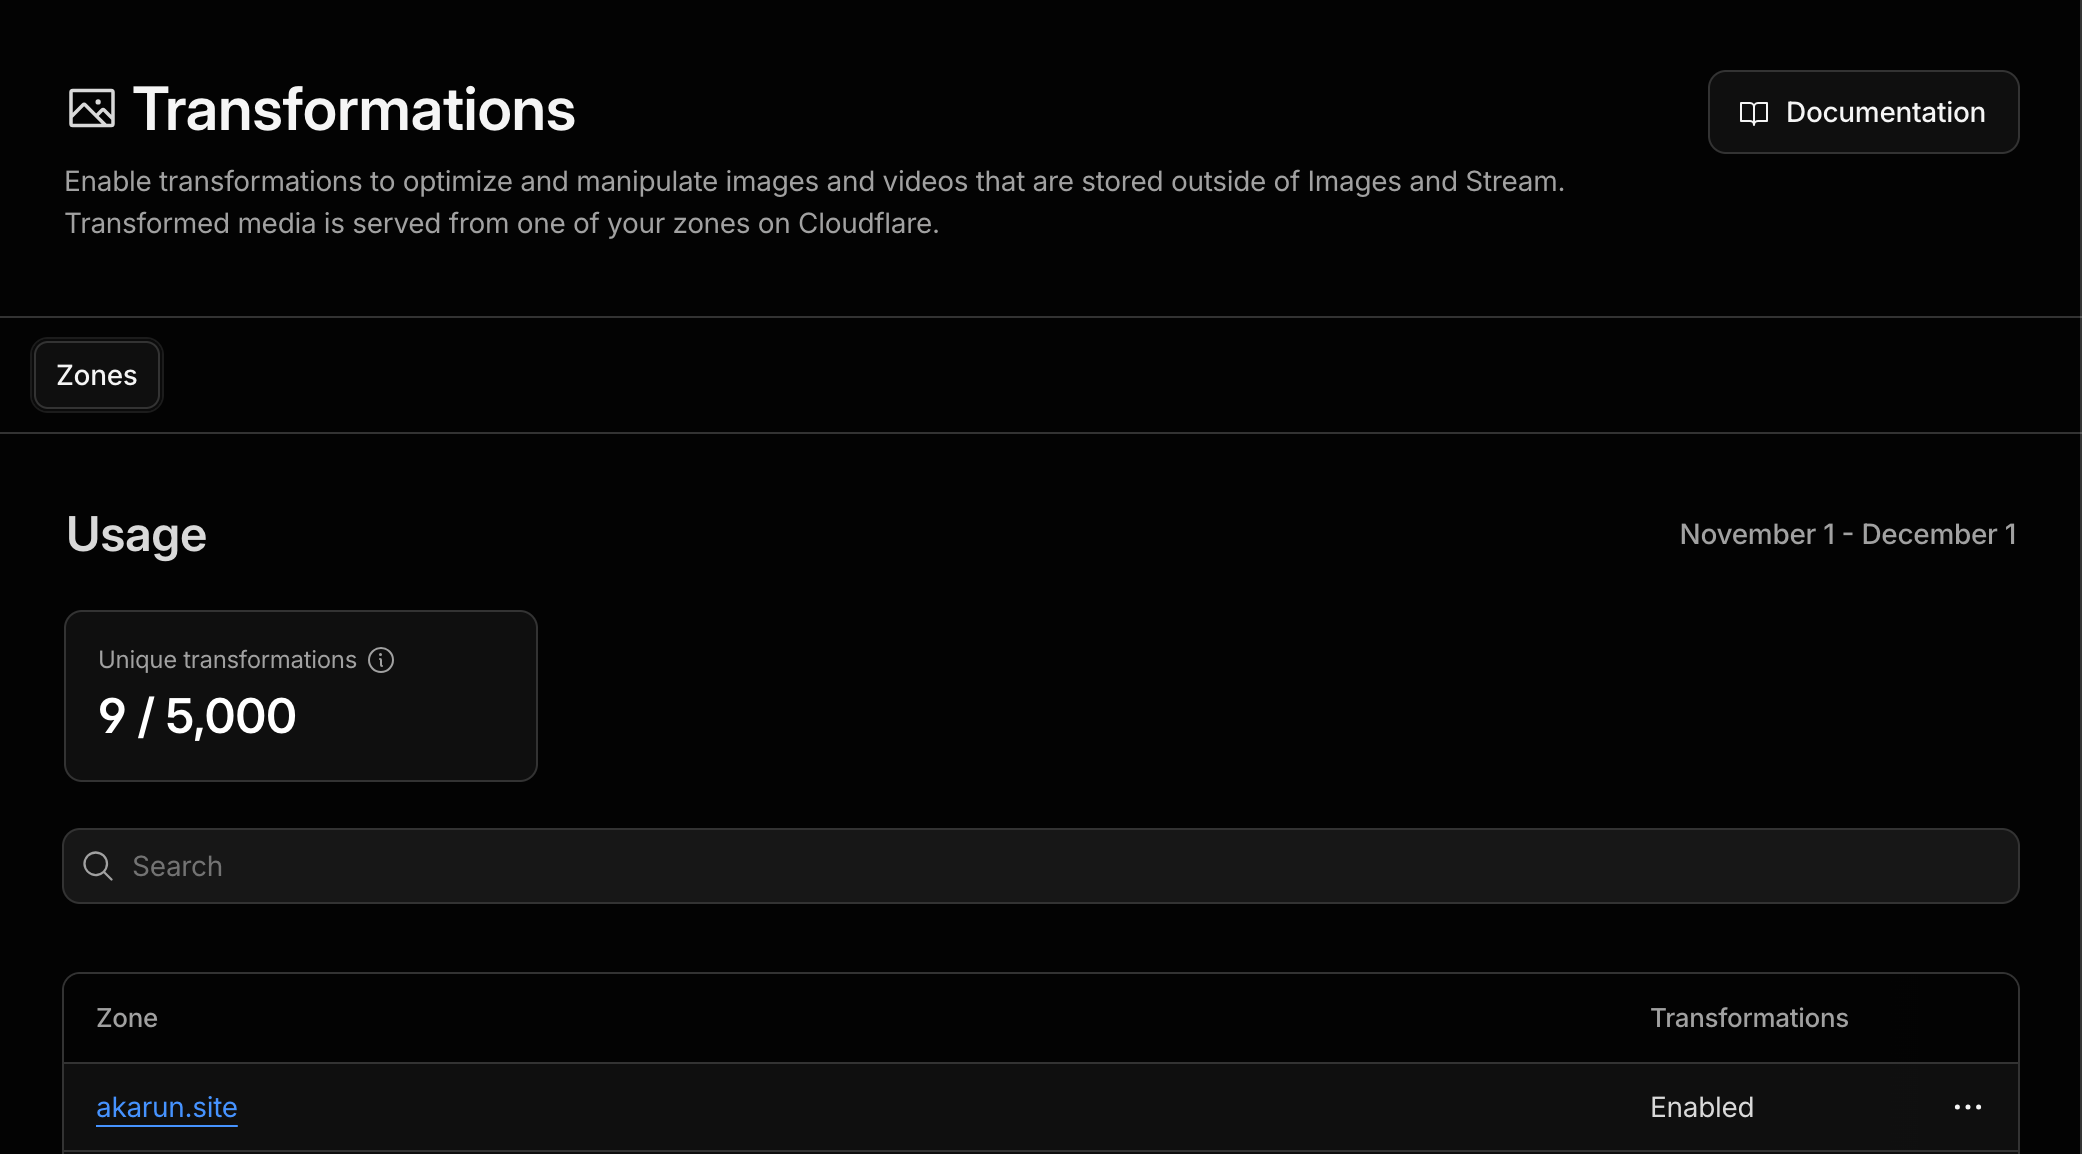 Transformations
Documentation
Enable transformations to optimize and manipulate images and videos that are stored outside of Images and Stream.
Transformed media is served from one of your zones on Cloudflare.
Zones
Usage
November 1 - December 1
Unique transformations
9 / 5,000
Search
Zone
Transformations
akarun.site
Enabled